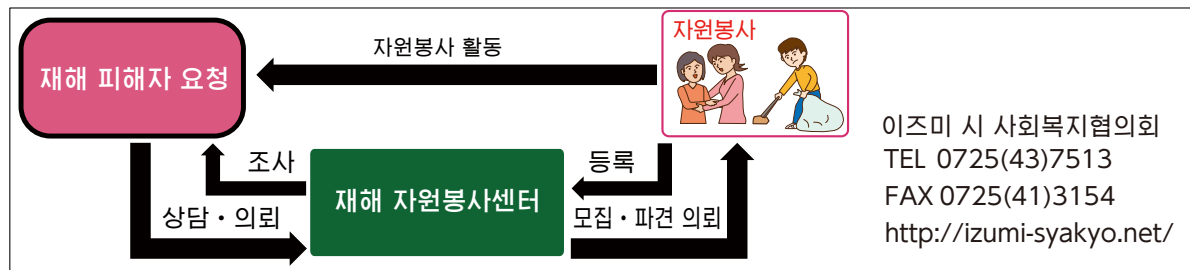 자원봉사
자원봉사 활동
재해 피해자 요청
조사
등록
재해 자원봉사센터
상담・의뢰
모집・파견 의뢰
이즈미 시 사회복지협의회
TEL 0725(43)7513
FAX 0725(41)3154
http://izumi-syakyo.net/